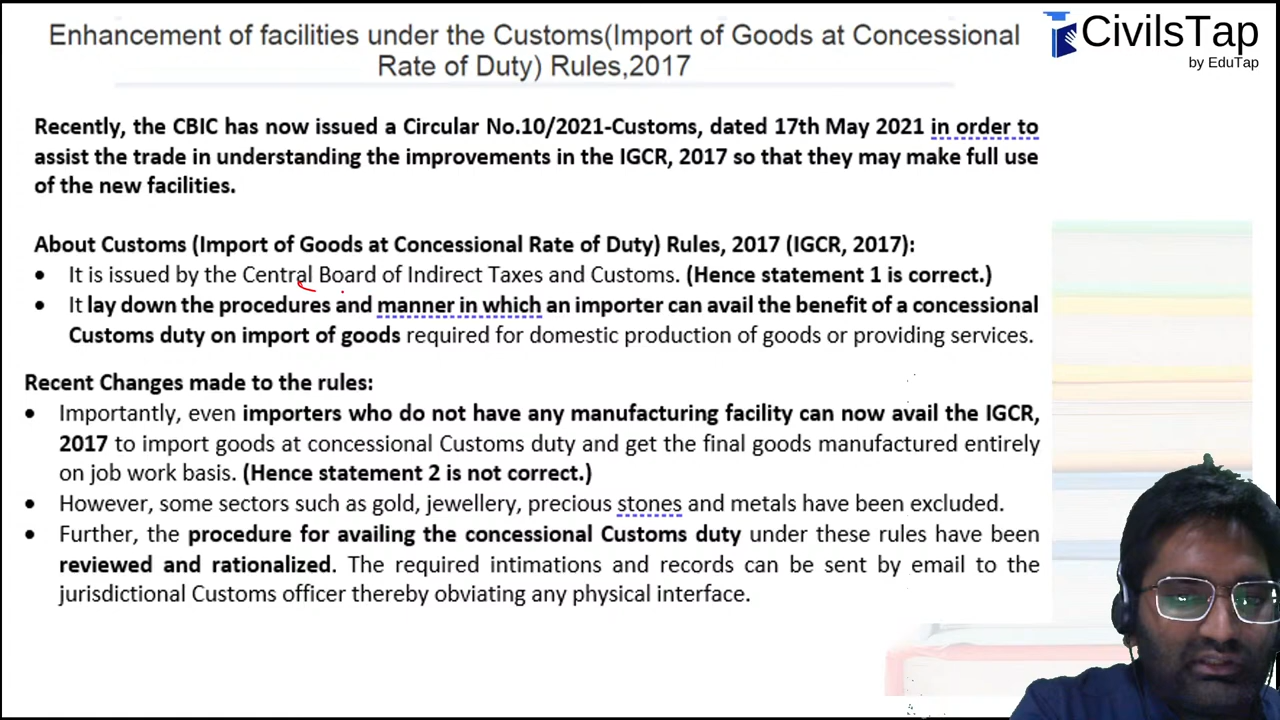 Enhancement of facilities under the Customs(Import of Goods at Concessional
Rate of Duty) Rules,2017
CivilsTap
by EduTap
Recently, the CBIC has now issued a Circular No.10/2021-Customs, dated 17th May 2021 in order to
assist the trade in understanding the improvements in the IGCR, 2017 so that they may make full use
of the new facilities.
About Customs (Import of Goods at Concessional Rate of Duty) Rules, 2017 (IGCR, 2017):
• It is issued by the Central Board of Indirect Taxes and Customs. (Hence statement 1 is correct.)
• It lay down the procedures and manner in which an importer can avail the benefit of a concessional
Customs duty on import of goods required for domestic production of goods or providing services.
Recent Changes made to the rules:
• Importantly, even importers who do not have any manufacturing facility can now avail the IGCR,
2017 to import goods at concessional Customs duty and get the final goods manufactured entirely
on job work basis. (Hence statement 2 is not correct.)
• However, some sectors such as gold, jewellery, precious stones and metals have been excluded.
• Further, the procedure for availing the concessional Customs duty under these rules have been
reviewed and rationalized. The required intimations and records can be sent by email to the
jurisdictional Customs officer thereby obviating any physical interface.